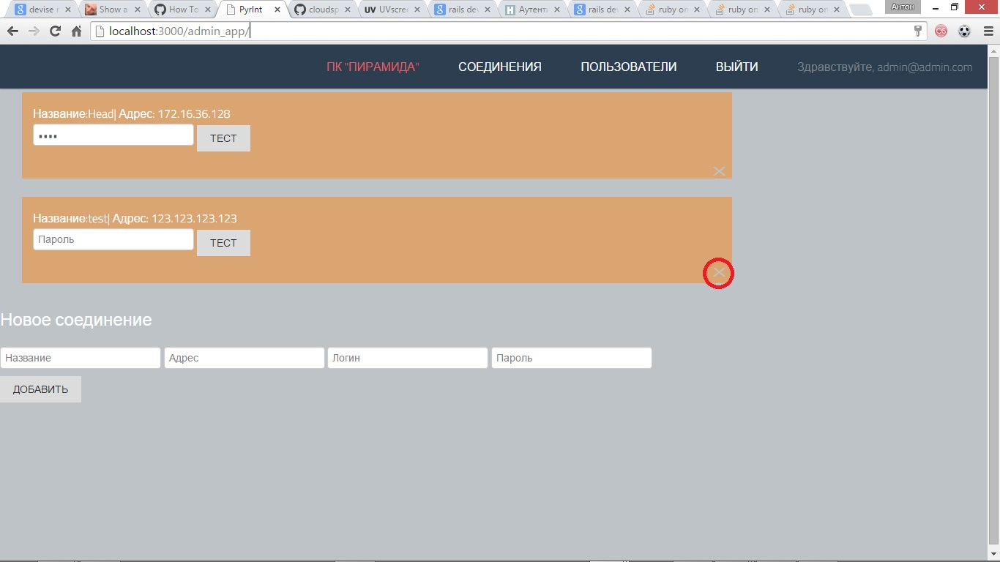 devise r
Show a
How To
PyrInt
cloudsp
UVscree
rails dev
Аутента
rails dev
ruby on
ruby on
ruby on
Антон
localhost:3000/admin_app/
ПК "ПИРАМИДА" СОЕДИНЕНИЯ ПОЛЬЗОВАТЕЛИ ВЫЙТИ Здравствуйте, admin@admin.com
Название:Head| Адрес: 172.16.36.128
ТЕСТ
Название:test| Адрес: 123.123.123.123
Пароль ТЕСТ
Новое соединение
Название Адрес Логин Пароль
ДОБАВИТЬ